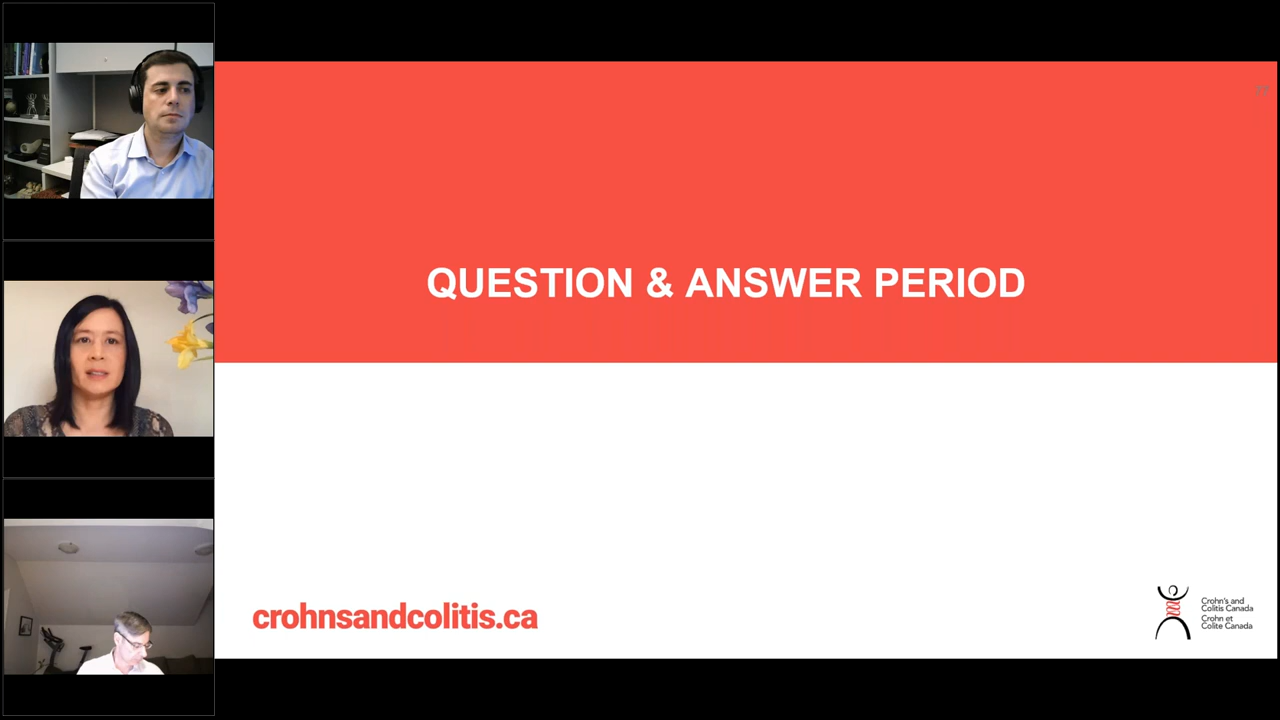 QUESTION & ANSWER PERIOD
crohnsandcolitis.ca
Crohn's and
Colitis Canada
Crohn et
Colite Canada